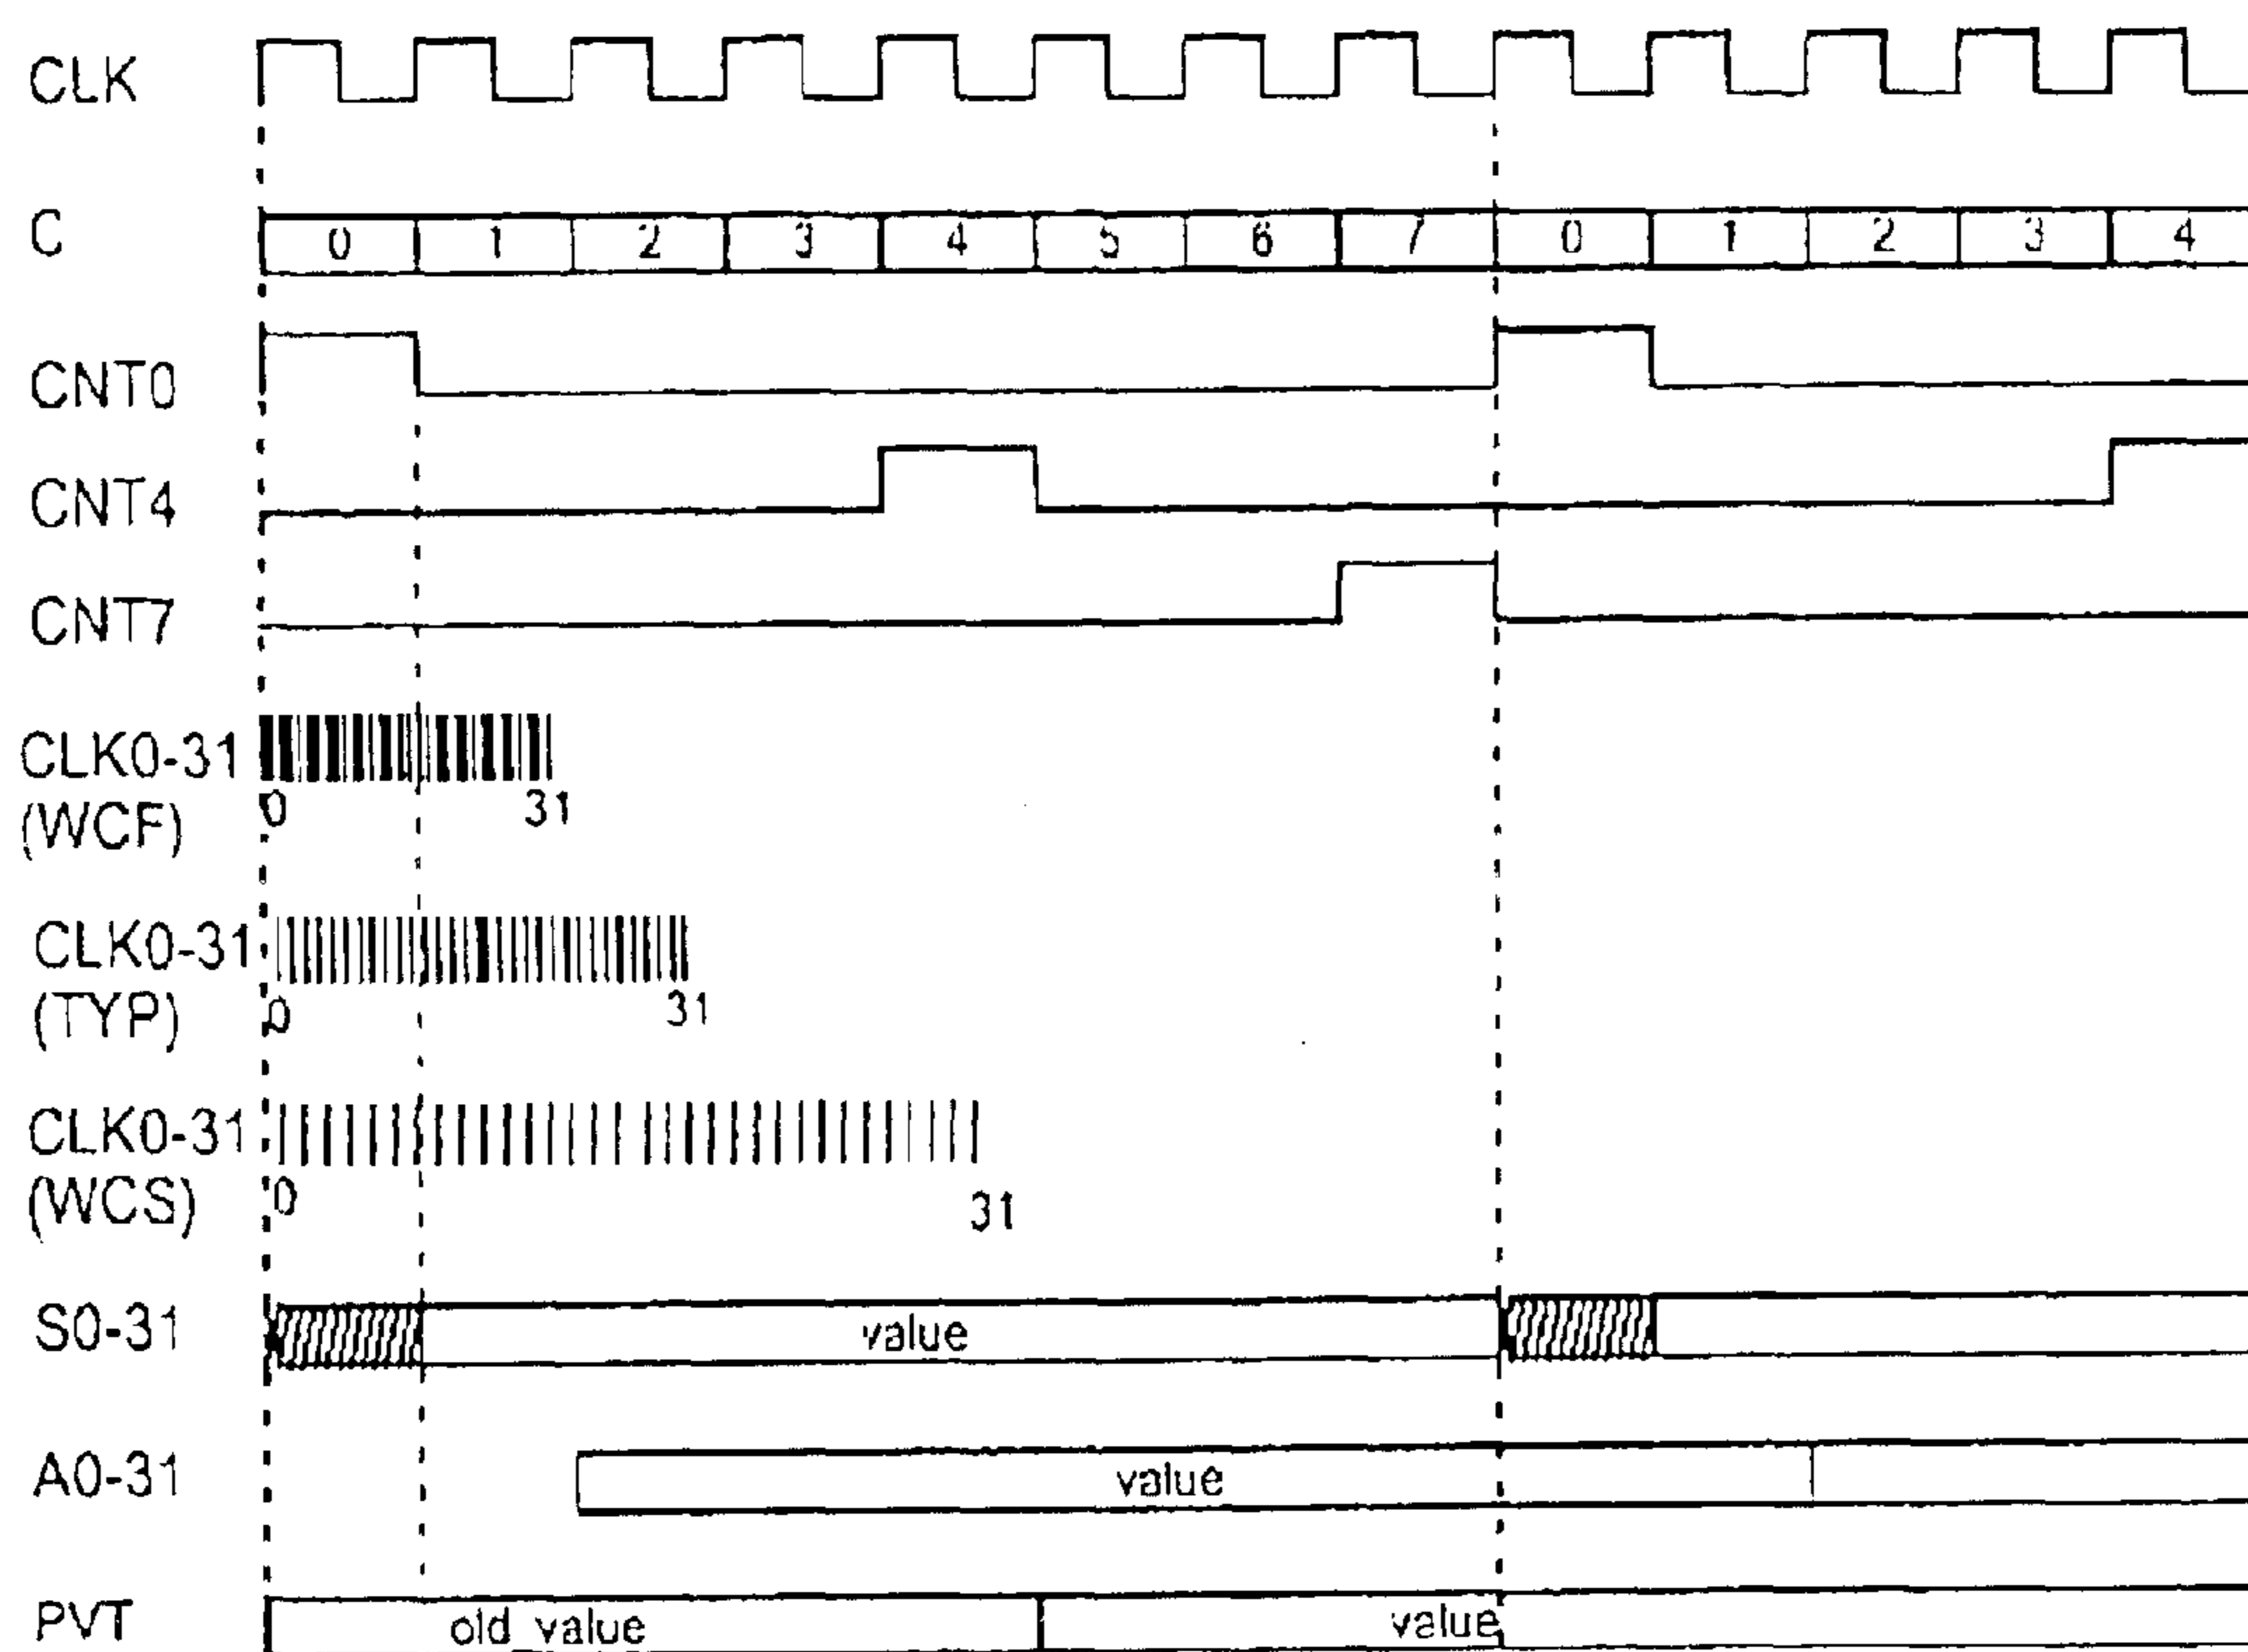 CLK
C 0 1 2 3 4 5 6 7 0 1 2 3 4
CNT0
CNT4
CNT7
CLK0-31
(WCF)
0 31
CLK0-31
(TYP)
0 31
CLK0-31
(WCS)
0 31
S0-31 value
A0-31 value
PVT old_value value